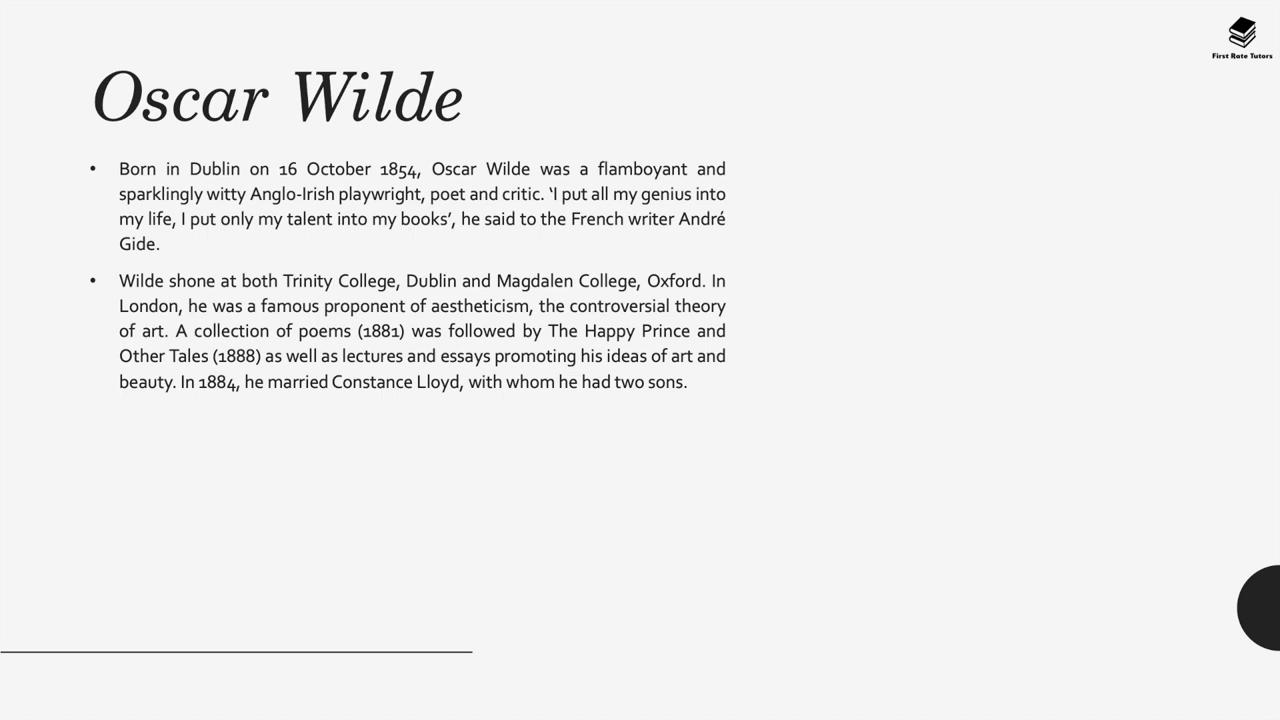 First Rate Tutors
Oscar Wilde
• Born in Dublin on 16 October 1854, Oscar Wilde was a flamboyant and
sparklingly witty Anglo-Irish playwright, poet and critic. ‘I put all my genius into
my life, I put only my talent into my books’, he said to the French writer André
Gide.
• Wilde shone at both Trinity College, Dublin and Magdalen College, Oxford. In
London, he was a famous proponent of aestheticism, the controversial theory
of art. A collection of poems (1881) was followed by The Happy Prince and
Other Tales (1888) as well as lectures and essays promoting his ideas of art and
beauty. In 1884, he married Constance Lloyd, with whom he had two sons.